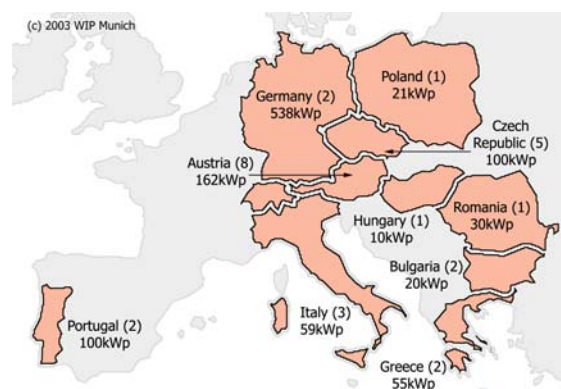 (c) 2003 WIP Munich
Poland (1)
21kWp
Germany (2)
538kWp
Czech
Republic (5)
100kWp
Austria (8)
162kWp
Hungary (1)
10kWp
Romania (1)
30kWp
Bulgaria (2)
20kWp
Italy (3)
59kWp
Portugal (2)
100kWp
Greece (2)
55kWp